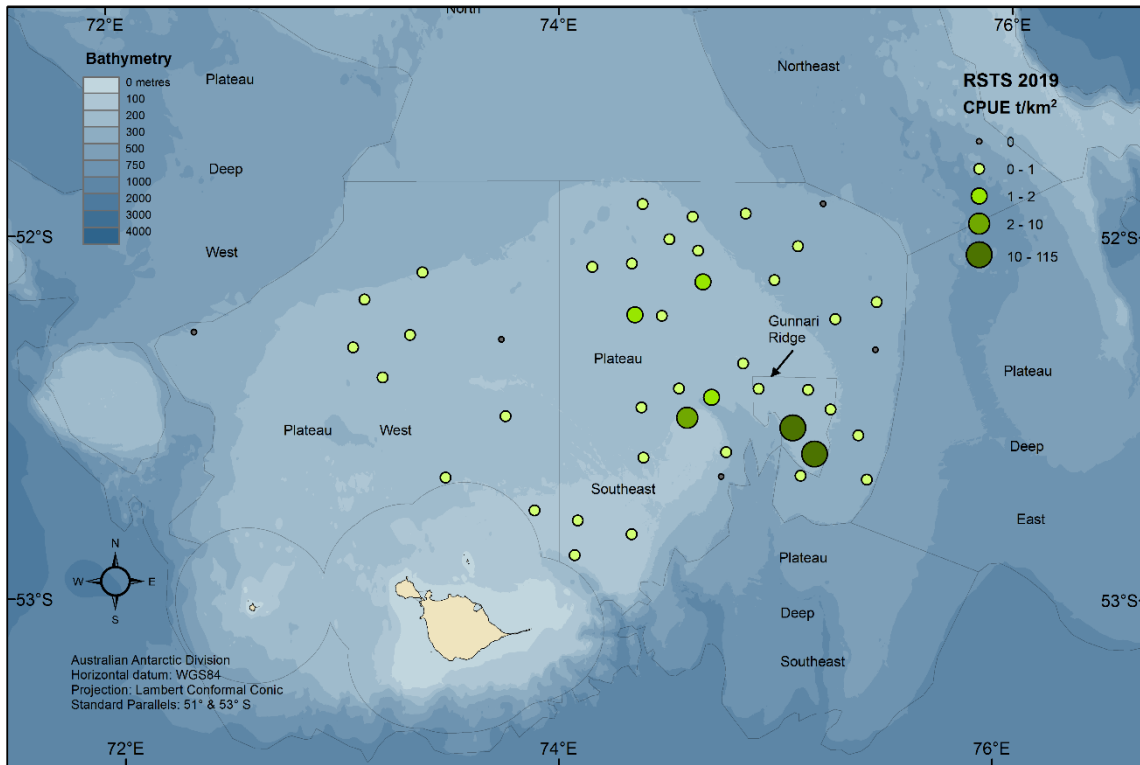 72°E
North
74°E
76°E
Bathymetry
0 metres
100
200
300
500
750
1000
2000
3000
4000
Plateau
Deep
West
Northeast
RSTS 2019
CPUE t/km²
0
0 - 1
1 - 2
2 - 10
10 - 115
52°S
52°S
Gunnari
Ridge
Plateau
Southeast
Plateau
West
Plateau
Deep
East
Plateau
Deep
Southeast
N
W
E
S
53°S
53°S
Australian Antarctic Division
Horizontal datum: WGS84
Projection: Lambert Conformal Conic
Standard Parallels: 51° & 53° S
72°E
74°E
76°E